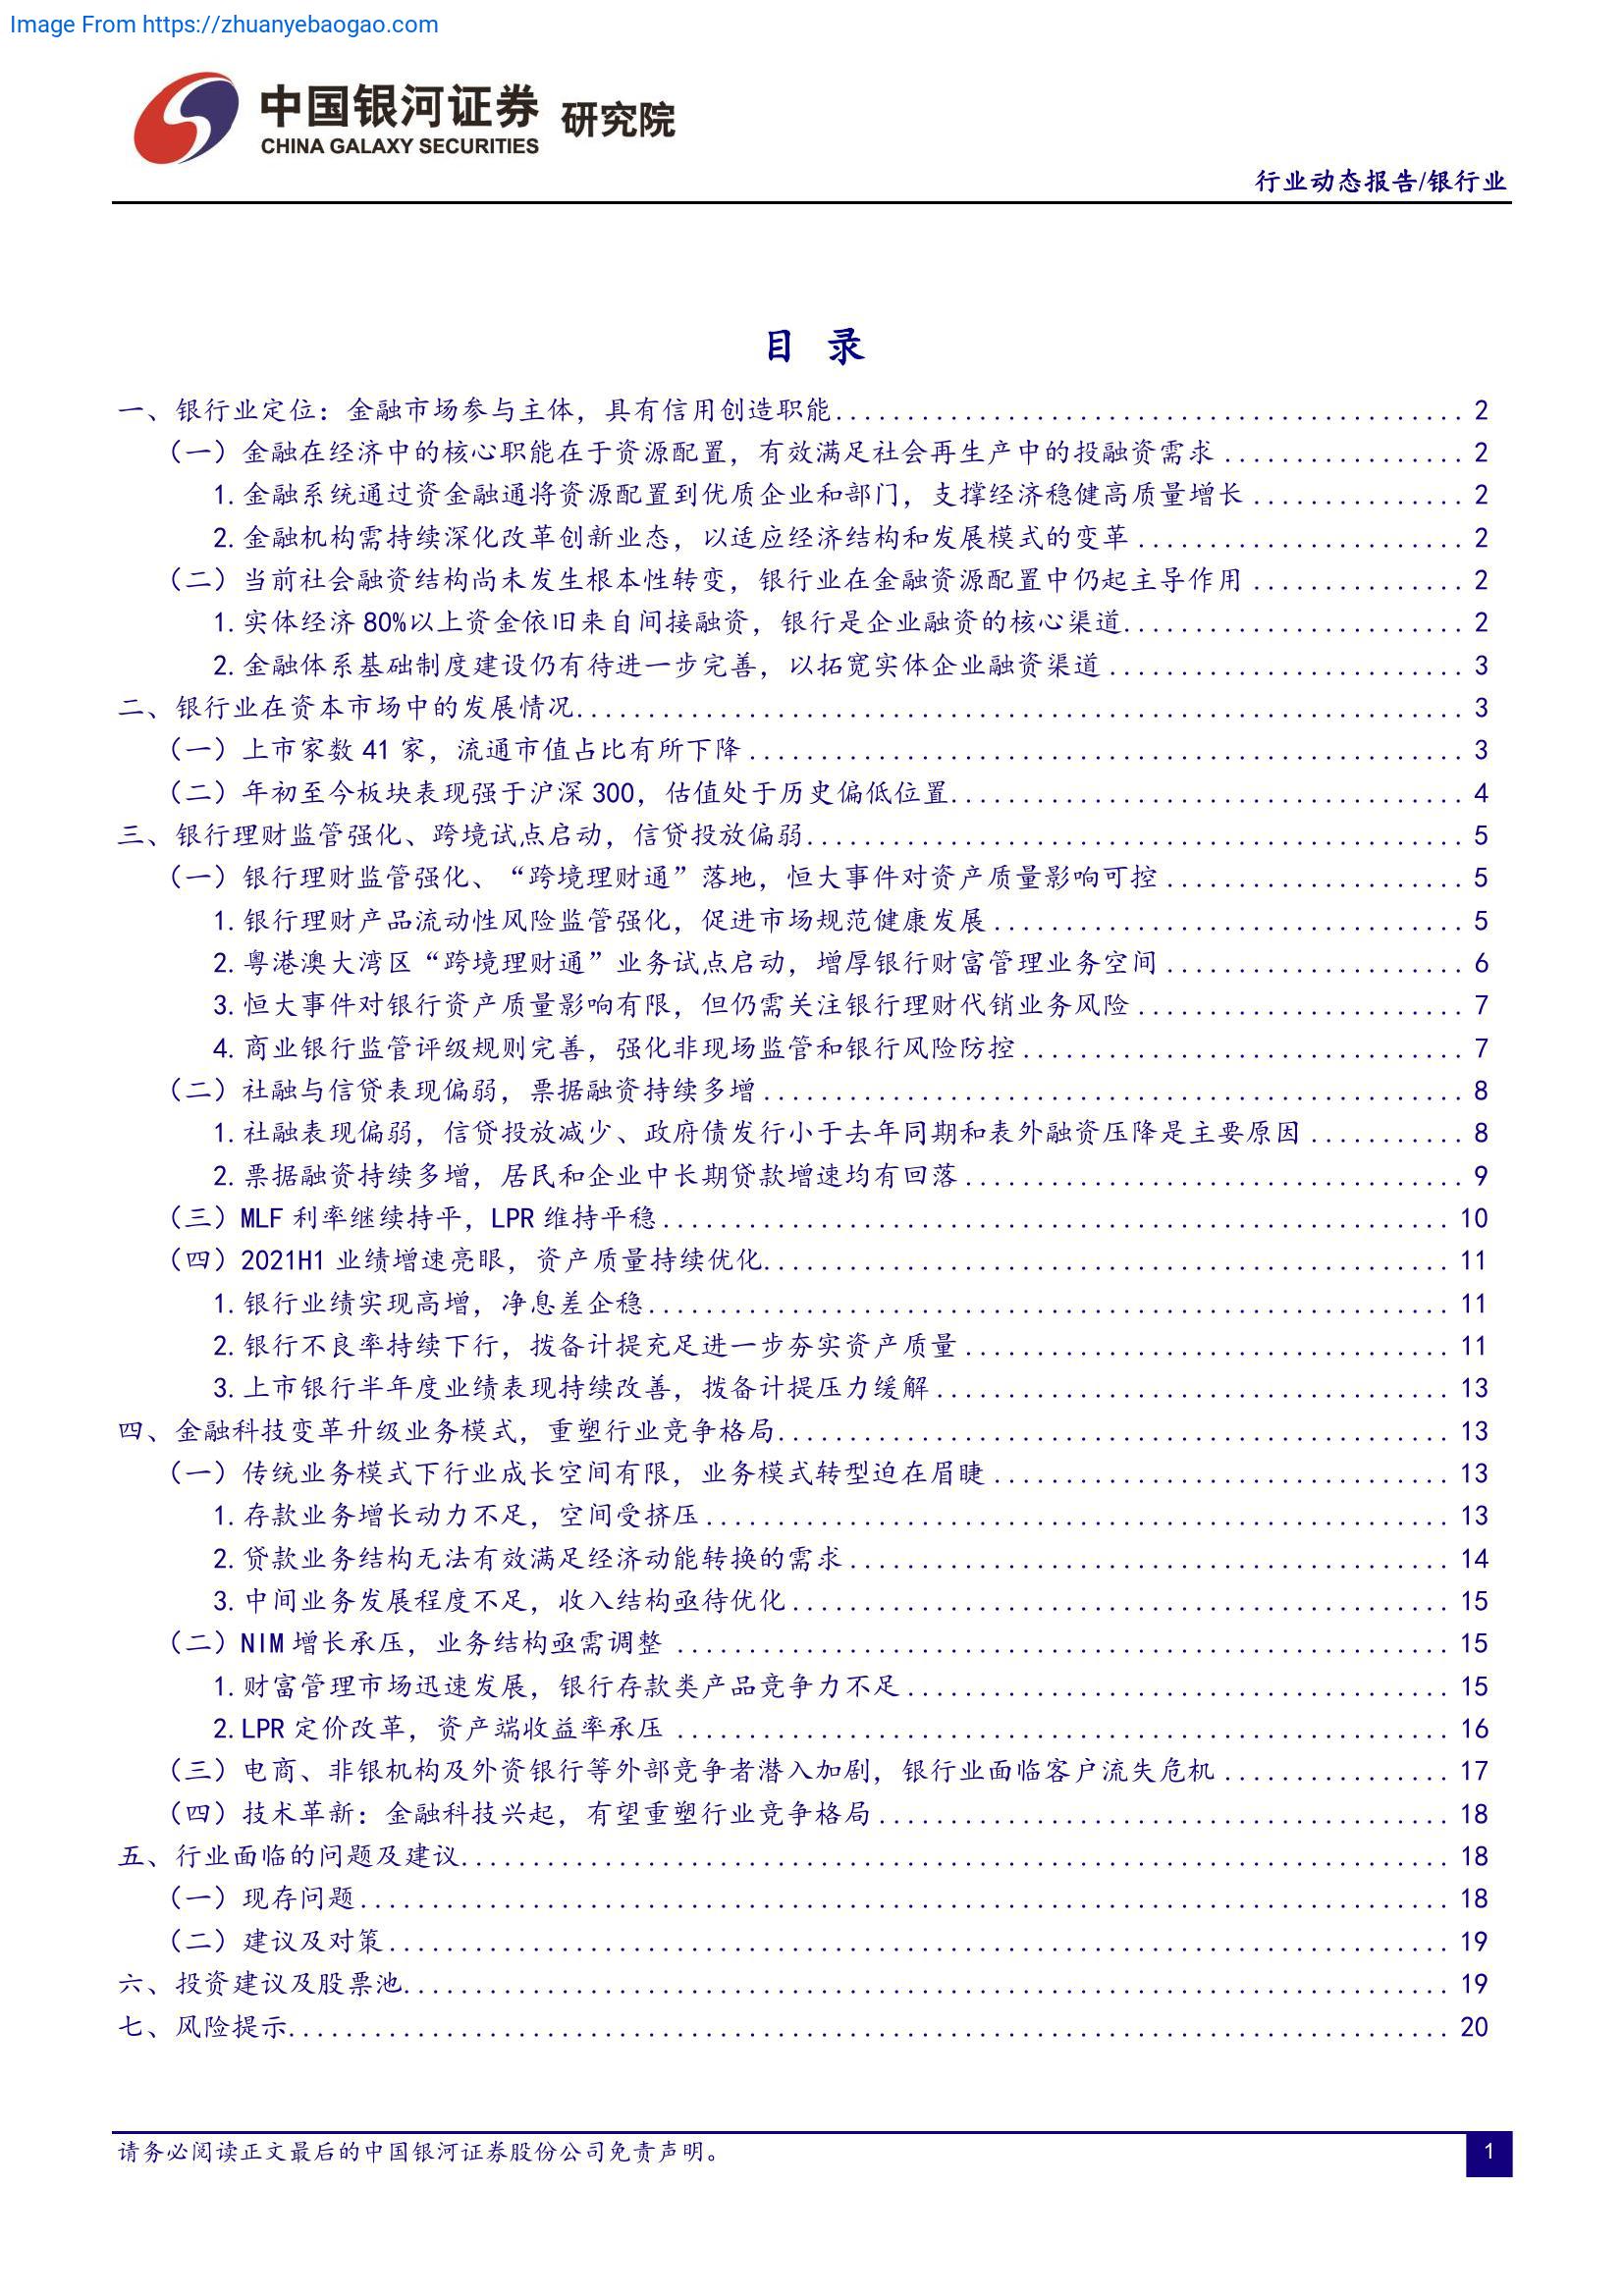 Image From https://zhuanyebaogao.com
中国银河证券 研究院
CHINA GALAXY SECURITIES
行业动态报告/银行业
目 录
一、银行业定位：金融市场参与主体，具有信用创造职能............................................ 2
（一）金融在经济中的核心职能在于资源配置，有效满足社会再生产中的投融资需求................. 2
1.金融系统通过资金融通将资源配置到优质企业和部门，支撑经济稳健高质量增长............... 2
2.金融机构需持续深化改革创新业态，以适应经济结构和发展模式的变革....................... 2
（二）当前社会融资结构尚未发生根本性转变，银行业在金融资源配置中仍起主导作用............... 2
1.实体经济 80%以上资金依旧来自间接融资，银行是企业融资的核心渠道........................ 2
2.金融体系基础制度建设仍有待进一步完善，以拓宽实体企业融资渠道......................... 3
二、银行业在资本市场中的发展情况.............................................................. 3
（一）上市家数 41 家，流通市值占比有所下降.................................................. 3
（二）年初至今板块表现强于沪深 300，估值处于历史偏低位置.................................... 4
三、银行理财监管强化、跨境试点启动，信贷投放偏弱.............................................. 5
（一）银行理财监管强化、“跨境理财通”落地，恒大事件对资产质量影响可控..................... 5
1.银行理财产品流动性风险监管强化，促进市场规范健康发展................................. 5
2.粤港澳大湾区“跨境理财通”业务试点启动，增厚银行财富管理业务空间..................... 6
3.恒大事件对银行资产质量影响有限，但仍需关注银行理财代销业务风险....................... 7
4.商业银行监管评级规则完善，强化非现场监管和银行风险防控............................... 7
（二）社融与信贷表现偏弱，票据融资持续多增................................................. 8
1.社融表现偏弱，信贷投放减少、政府债发行小于去年同期和表外融资压降是主要原因........... 8
2.票据融资持续多增，居民和企业中长期贷款增速均有回落................................... 9
（三）MLF 利率继续持平，LPR 维持平稳....................................................... 10
（四）2021H1 业绩增速亮眼，资产质量持续优化................................................ 11
1.银行业绩实现高增，净息差企稳........................................................ 11
2.银行不良率持续下行，拨备计提充足进一步夯实资产质量.................................. 11
3.上市银行半年度业绩表现持续改善，拨备计提压力缓解.................................... 13
四、金融科技变革升级业务模式，重塑行业竞争格局............................................... 13
（一）传统业务模式下行业成长空间有限，业务模式转型迫在眉睫................................ 13
1.存款业务增长动力不足，空间受挤压.................................................... 13
2.贷款业务结构无法有效满足经济动能转换的需求.......................................... 14
3.中间业务发展程度不足，收入结构亟待优化.............................................. 15
（二）NIM 增长承压，业务结构亟需调整...................................................... 15
1.财富管理市场迅速发展，银行存款类产品竞争力不足...................................... 15
2.LPR 定价改革，资产端收益率承压...................................................... 16
（三）电商、非银机构及外资银行等外部竞争者潜入加剧，银行业面临客户流失危机................ 17
（四）技术革新：金融科技兴起，有望重塑行业竞争格局........................................ 18
五、行业面临的问题及建议..................................................................... 18
（一）现存问题............................................................................ 18
（二）建议及对策.......................................................................... 19
六、投资建议及股票池......................................................................... 19
七、风险提示................................................................................. 20
请务必阅读正文最后的中国银河证券股份公司免责声明。
1